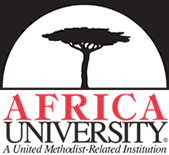 AFRICA
UNIVERSITY®
A United Methodist-Related Institution